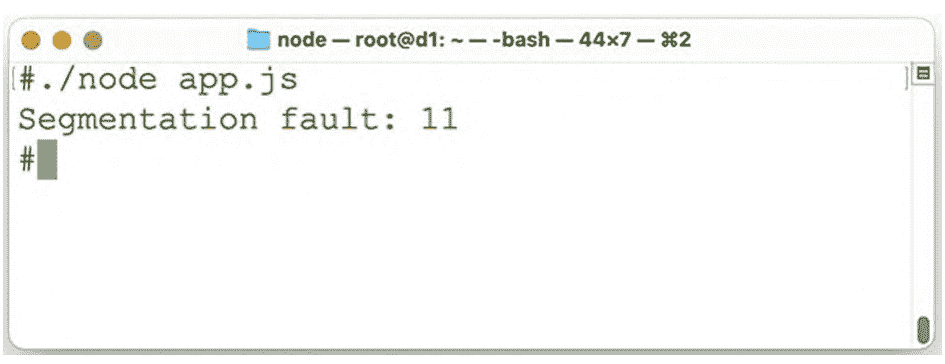 node — root@d1: ~ — -bash — 44×7 — ⌘2
#./node app.js
Segmentation fault: 11
#